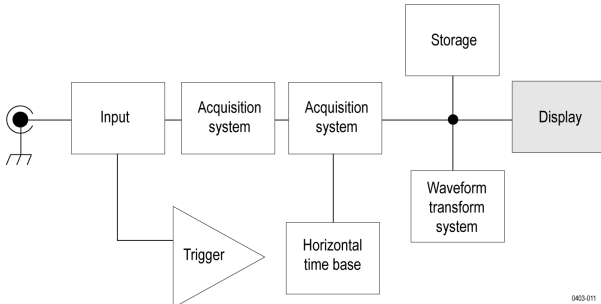 Storage
Input
Acquisition
system
Acquisition
system
Display
Waveform
transform
system
Trigger
Horizontal
time base
0403-011